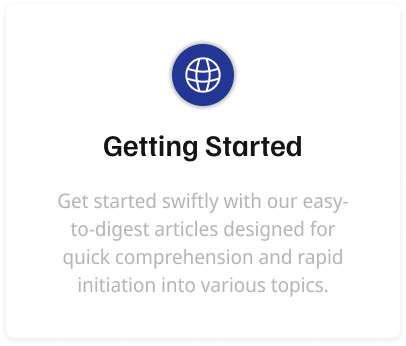 Getting Started
Get started swiftly with our easy-
to-digest articles designed for
quick comprehension and rapid
initiation into various topics.